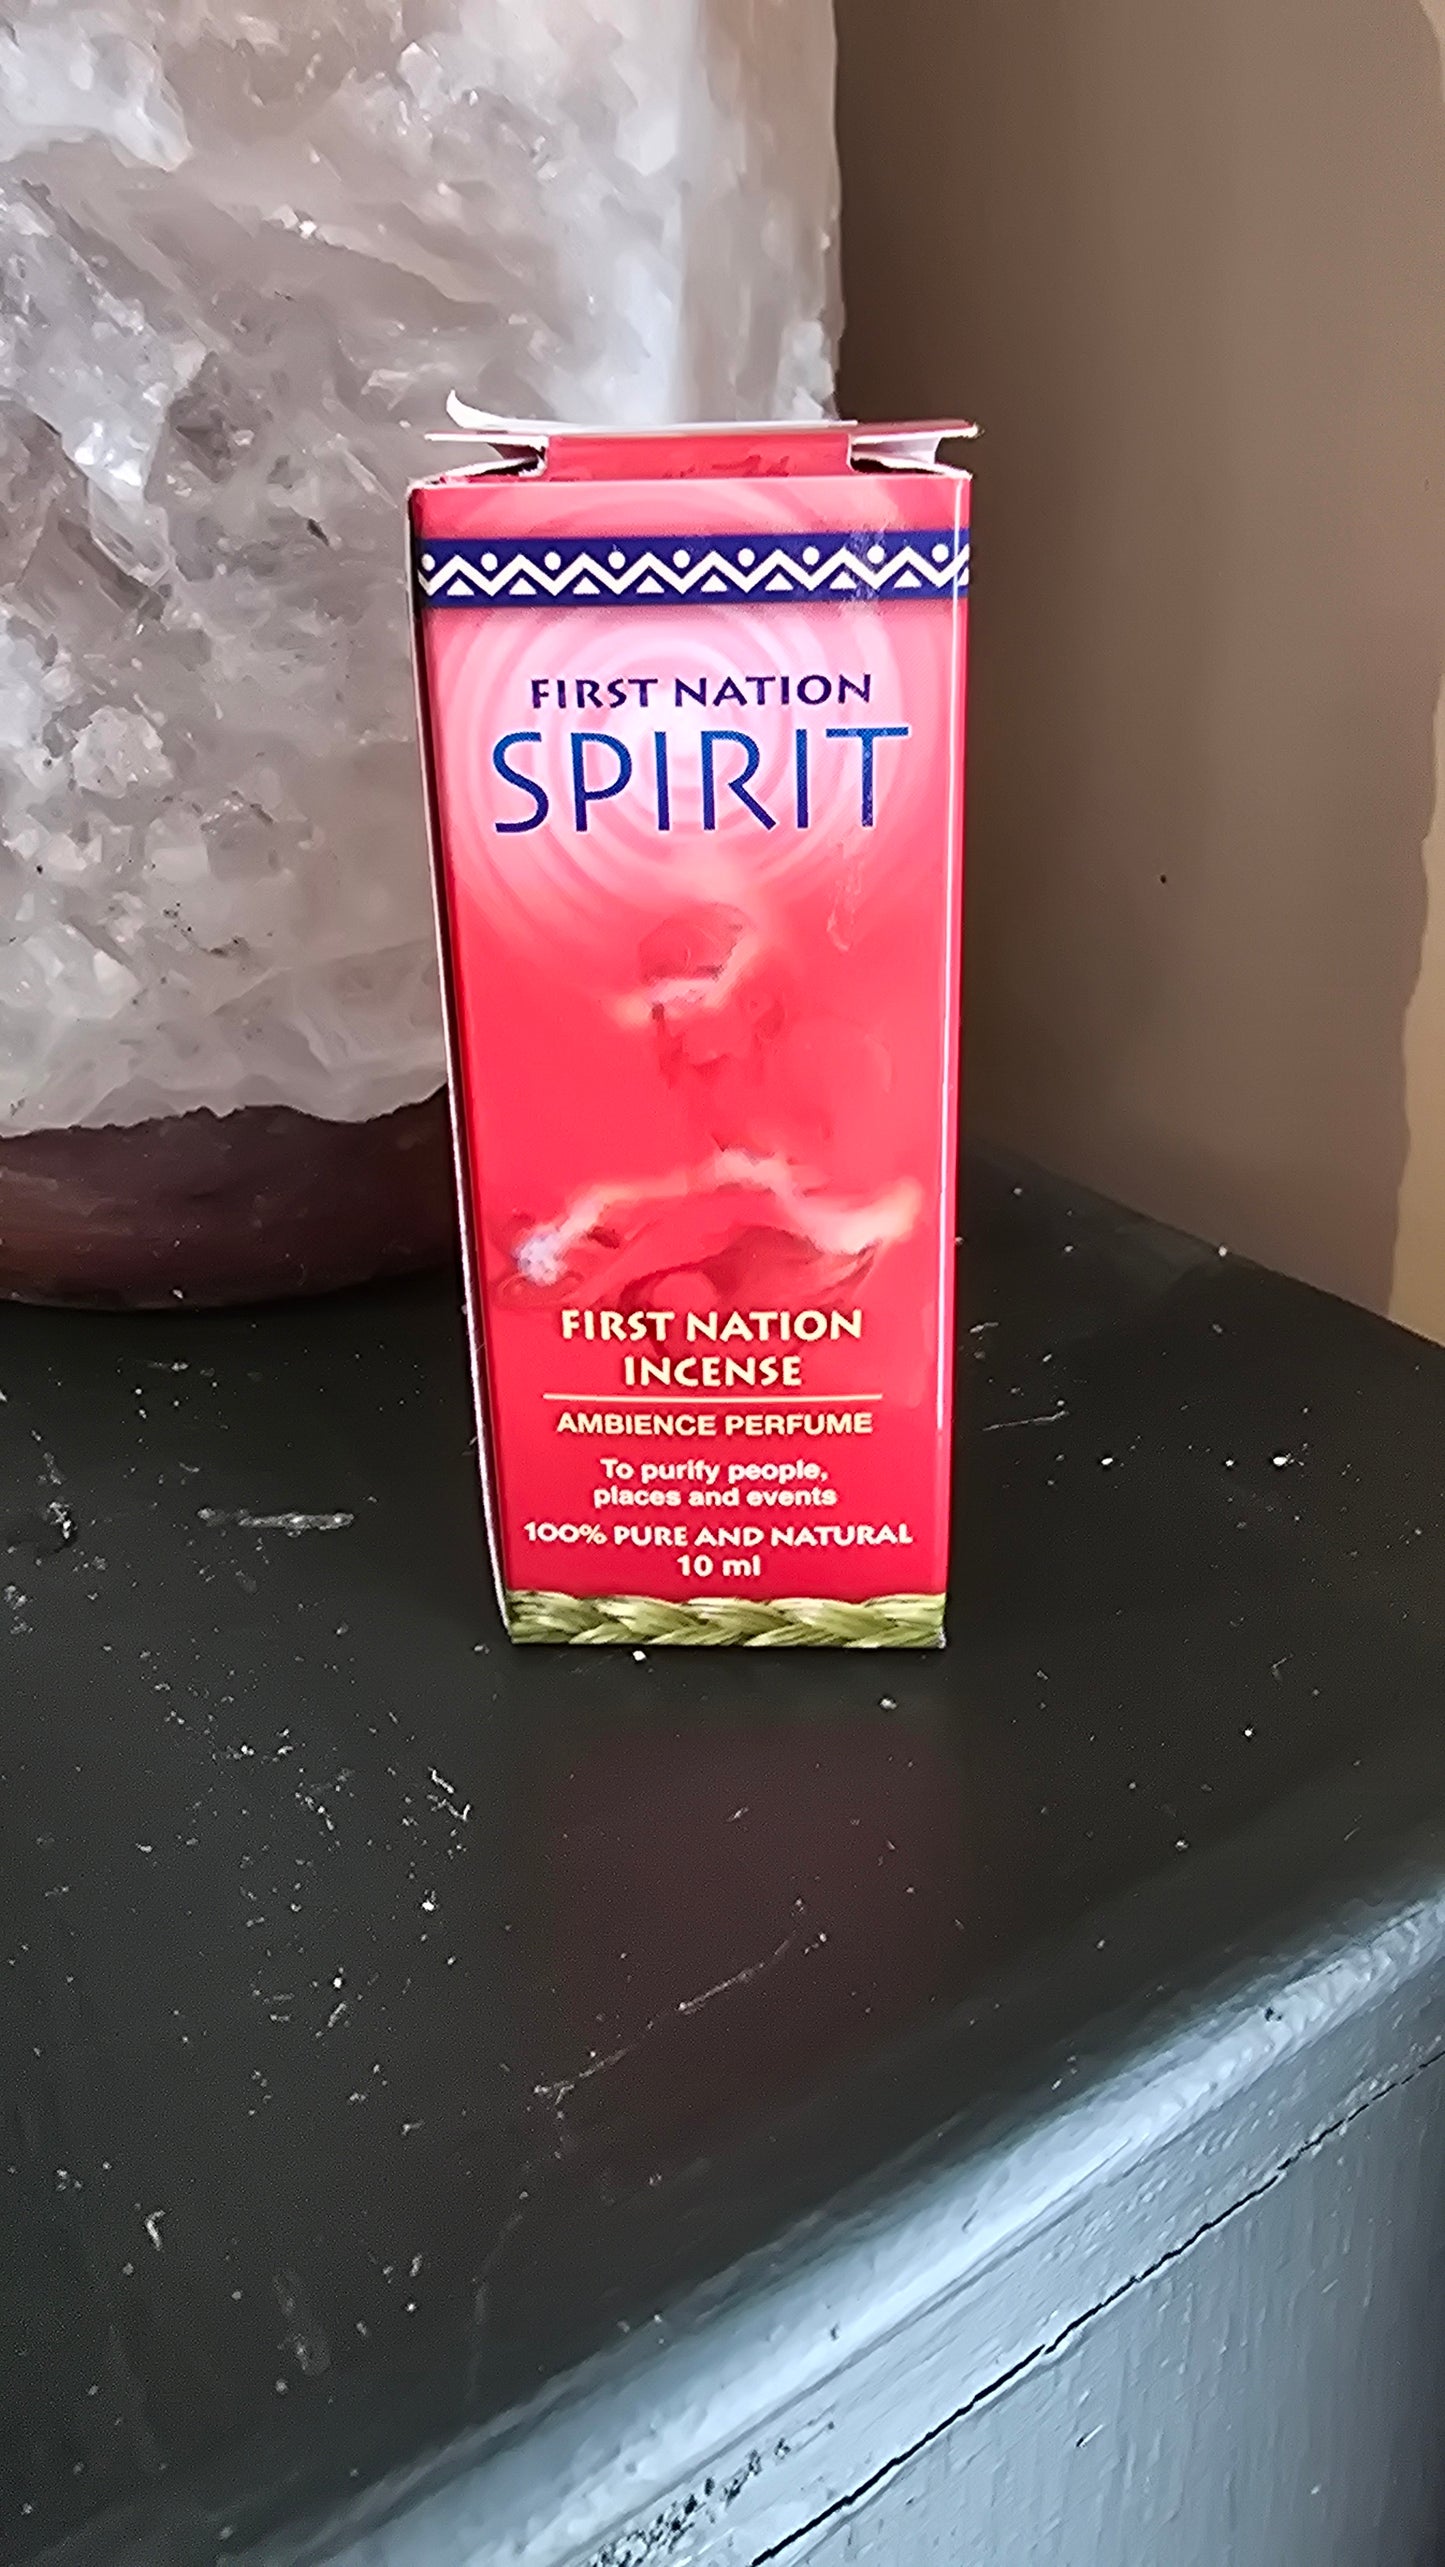 FIRST NATION
SPIRIT
FIRST NATION
INCENSE
AMBIENCE PERFUME
To purify people,
places and events
100% PURE AND NATURAL
10 ml